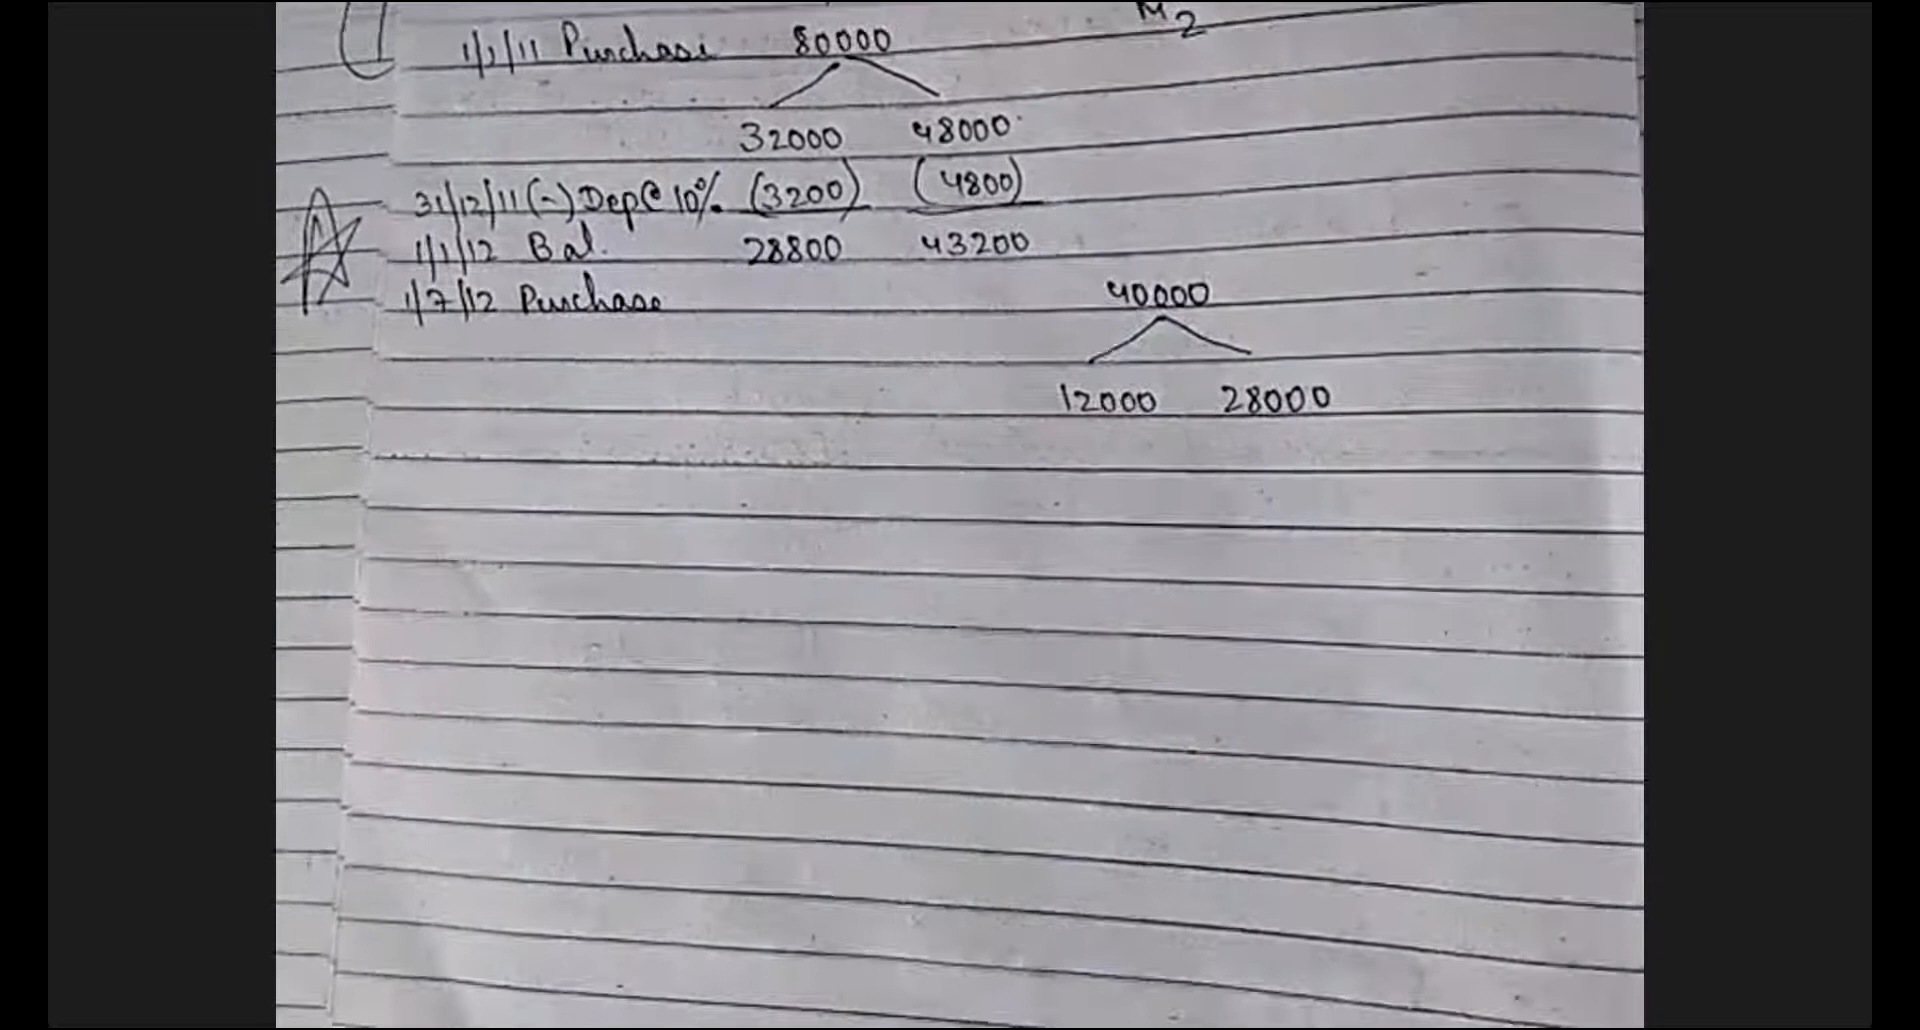 M2
1/1/11 Purchase 80000
32000 48000
31/12/11 (-) Dep@ 10% (3200) (4800)
1/1/12 Bal. 28800 43200
1/7/12 Purchase 40000
12000 28000